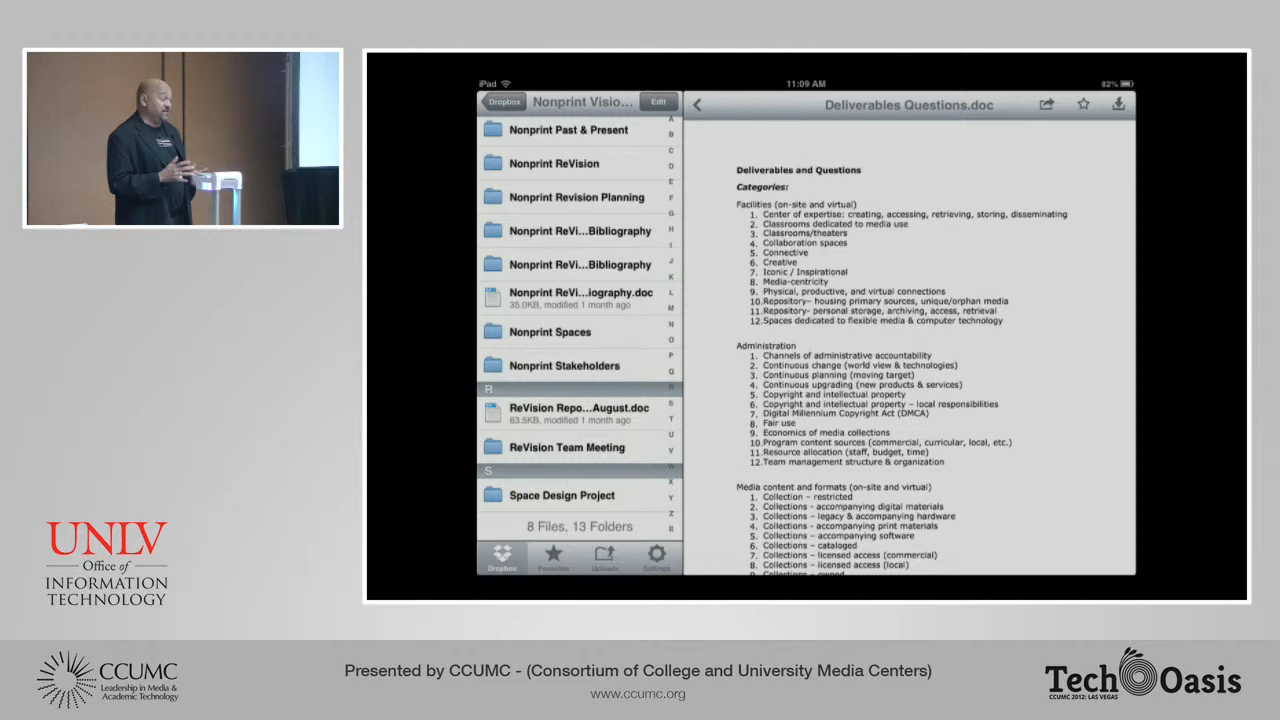 iPad
11:09 AM
82%
Dropbox
Nonprint Visio...
Edit
Nonprint Past & Present
Nonprint ReVision
Nonprint Revision Planning
Nonprint ReVi...Bibliography
Nonprint ReVi...Bibliography
Nonprint ReVi...iography.doc
35.0KB, modified 1 month ago
Nonprint Spaces
Nonprint Stakeholders
R
ReVision Repo...August.doc
63.5KB, modified 1 month ago
ReVision Team Meeting
S
Space Design Project
8 Files, 13 Folders
Dropbox
Favorites
Uploads
Settings
Deliverables Questions.doc
Deliverables and Questions
Categories:
Facilities (on-site and virtual)
1. Center of expertise: creating, accessing, retrieving, storing, disseminating
2. Classrooms dedicated to media use
3. Classrooms/theaters
4. Collaboration spaces
5. Connective
6. Creative
7. Iconic / Inspirational
8. Media-centricity
9. Physical, productive, and virtual connections
10. Repository- housing primary sources, unique/orphan media
11. Repository- personal storage, archiving, access, retrieval
12. Spaces dedicated to flexible media & computer technology
Administration
1. Channels of administrative accountability
2. Continuous change (world view & technologies)
3. Continuous planning (moving target)
4. Continuous upgrading (new products & services)
5. Copyright and intellectual property
6. Copyright and intellectual property – local responsibilities
7. Digital Millennium Copyright Act (DMCA)
8. Fair use
9. Economics of media collections
10. Program content sources (commercial, curricular, local, etc.)
11. Resource allocation (staff, budget, time)
12. Team management structure & organization
Media content and formats (on-site and virtual)
1. Collection – restricted
2. Collections - accompanying digital materials
3. Collections - legacy & accompanying hardware
4. Collections - accompanying print materials
5. Collections – accompanying software
6. Collections – cataloged
7. Collections – licensed access (commercial)
8. Collections – licensed access (local)
UNLV
Office of
INFORMATION
TECHNOLOGY
CCUMC
Leadership in Media &
Academic Technology
Presented by CCUMC - (Consortium of College and University Media Centers)
www.ccumc.org
Tech Oasis
CCUMC 2012: LAS VEGAS